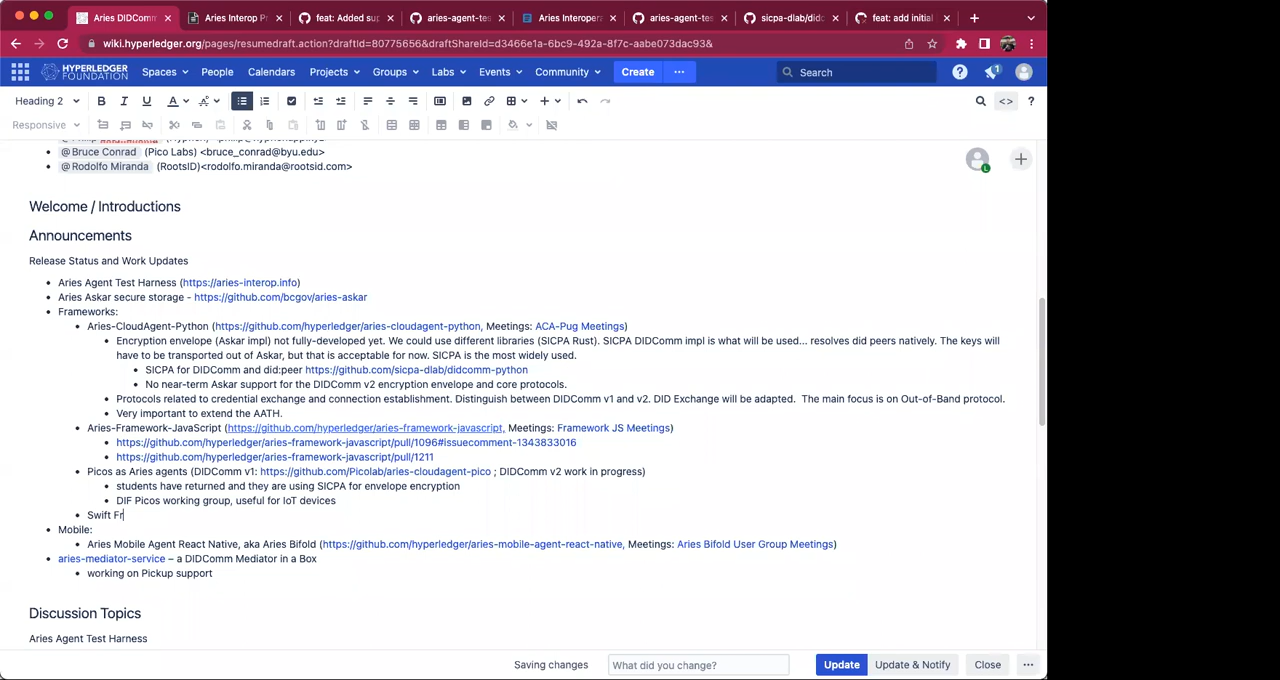 Aries DIDComm
Aries Interop Pr
feat: Added sup
aries-agent-tes
Aries Interopera
aries-agent-tes
sicpa-dlab/didc
feat: add initial
wiki.hyperledger.org/pages/resumedraft.action?draftId=80775656&draftShareId=d3466e1a-6bc9-492a-8f7c-aabe073dac93&
HYPERLEDGER FOUNDATION
Spaces People Calendars Projects Groups Labs Events Community Create ··· Search
Heading 2 B I U A
Responsive
@Bruce Conrad (Pico Labs) <bruce_conrad@byu.edu>
@Rodolfo Miranda (RootsID)<rodolfo.miranda@rootsid.com>
Welcome / Introductions
Announcements
Release Status and Work Updates
Aries Agent Test Harness (https://aries-interop.info)
Aries Askar secure storage - https://github.com/bcgov/aries-askar
Frameworks:
Aries-CloudAgent-Python (https://github.com/hyperledger/aries-cloudagent-python, Meetings: ACA-Pug Meetings)
Encryption envelope (Askar impl) not fully-developed yet. We could use different libraries (SICPA Rust). SICPA DIDComm impl is what will be used... resolves did peers natively. The keys will
have to be transported out of Askar, but that is acceptable for now. SICPA is the most widely used.
SICPA for DIDComm and did:peer https://github.com/sicpa-dlab/didcomm-python
No near-term Askar support for the DIDComm v2 encryption envelope and core protocols.
Protocols related to credential exchange and connection establishment. Distinguish between DIDComm v1 and v2. DID Exchange will be adapted. The main focus is on Out-of-Band protocol.
Very important to extend the AATH.
Aries-Framework-JavaScript (https://github.com/hyperledger/aries-framework-javascript, Meetings: Framework JS Meetings)
https://github.com/hyperledger/aries-framework-javascript/pull/1096#issuecomment-1343833016
https://github.com/hyperledger/aries-framework-javascript/pull/1211
Picos as Aries agents (DIDComm v1: https://github.com/Picolab/aries-cloudagent-pico ; DIDComm v2 work in progress)
students have returned and they are using SICPA for envelope encryption
DIF Picos working group, useful for IoT devices
Swift Fr
Mobile:
Aries Mobile Agent React Native, aka Aries Bifold (https://github.com/hyperledger/aries-mobile-agent-react-native, Meetings: Aries Bifold User Group Meetings)
aries-mediator-service – a DIDComm Mediator in a Box
working on Pickup support
Discussion Topics
Aries Agent Test Harness
Saving changes What did you change? Update Update & Notify Close ···